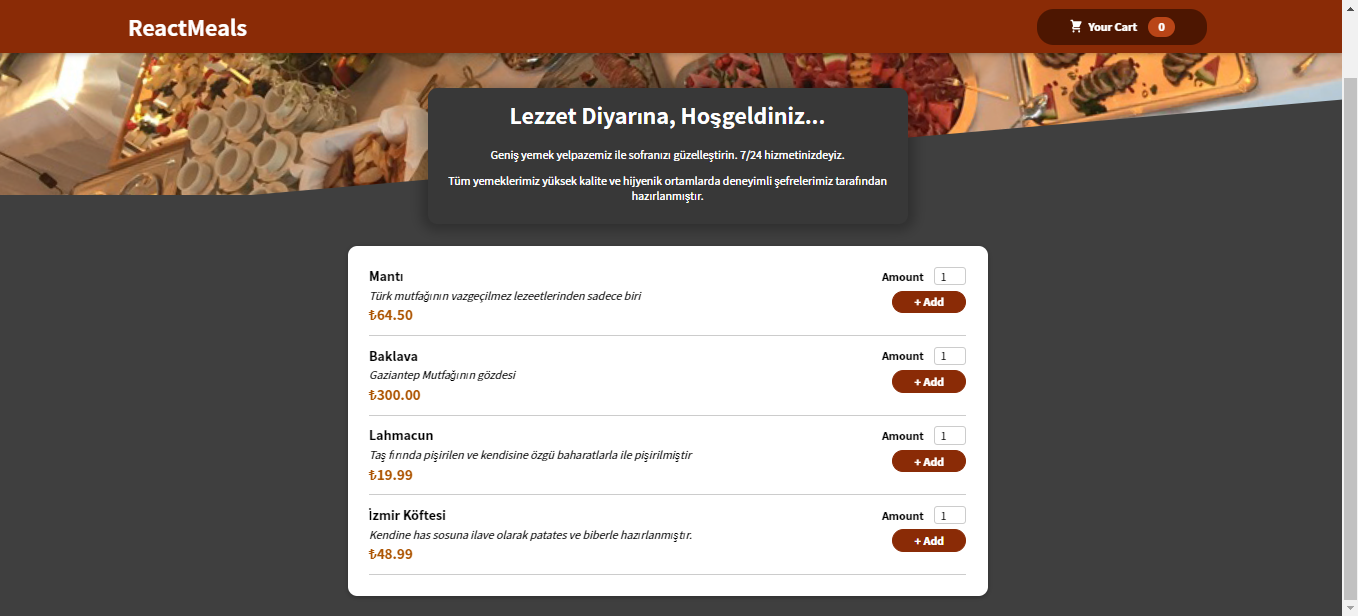 ReactMeals
Your Cart 0
Lezzet Diyarına, Hoşgeldiniz...
Geniş yemek yelpazemiz ile sofranızı güzelleştirin. 7/24 hizmetinizdeyiz.
Tüm yemeklerimiz yüksek kalite ve hijyenik ortamlarda deneyimli şefrelerimiz tarafından
hazırlanmıştır.
Mantı
Amount 1
Türk mutfağının vazgeçilmez lezeetlerinden sadece biri
+ Add
₺64.50
Baklava
Amount 1
Gaziantep Mutfağının gözdesi
+ Add
₺300.00
Lahmacun
Amount 1
Taş fırında pişirilen ve kendisine özgü baharatlarla ile pişirilmiştir
+ Add
₺19.99
İzmir Köftesi
Amount 1
Kendine has sosuna ilave olarak patates ve biberle hazırlanmıştır.
+ Add
₺48.99